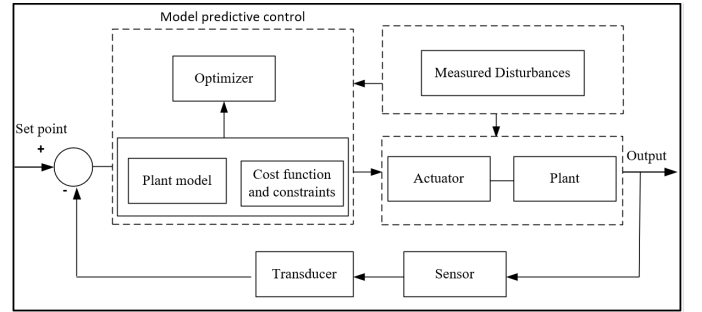 Model predictive control
Optimizer
Measured Disturbances
Set point
+
-
Plant model
Cost function
and constraints
Actuator
Plant
Output
Transducer
Sensor